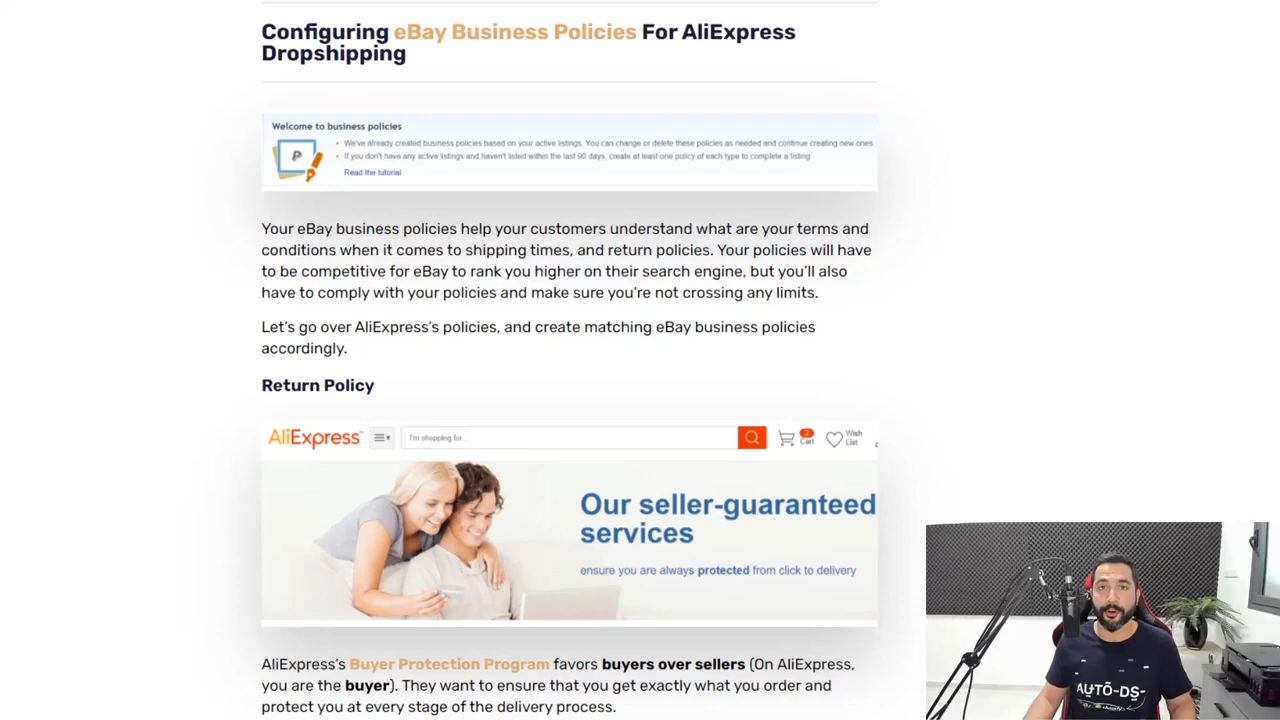 Configuring eBay Business Policies For AliExpress
Dropshipping
Welcome to business policies
We've already created business policies based on your active listings. You can change or delete these policies as needed and continue creating new ones
If you don't have any active listings and haven't listed within the last 90 days, create at least one policy of each type to complete a listing.
Read the tutorial
Your eBay business policies help your customers understand what are your terms and
conditions when it comes to shipping times, and return policies. Your policies will have
to be competitive for eBay to rank you higher on their search engine, but you'll also
have to comply with your policies and make sure you're not crossing any limits.
Let's go over AliExpress's policies, and create matching eBay business policies
accordingly.
Return Policy
AliExpress I'm shopping for... 2 Cart Wish List
Our seller-guaranteed
services
ensure you are always protected from click to delivery
AliExpress's Buyer Protection Program favors buyers over sellers (On AliExpress,
you are the buyer). They want to ensure that you get exactly what you order and
protect you at every stage of the delivery process.
AUTO-DS